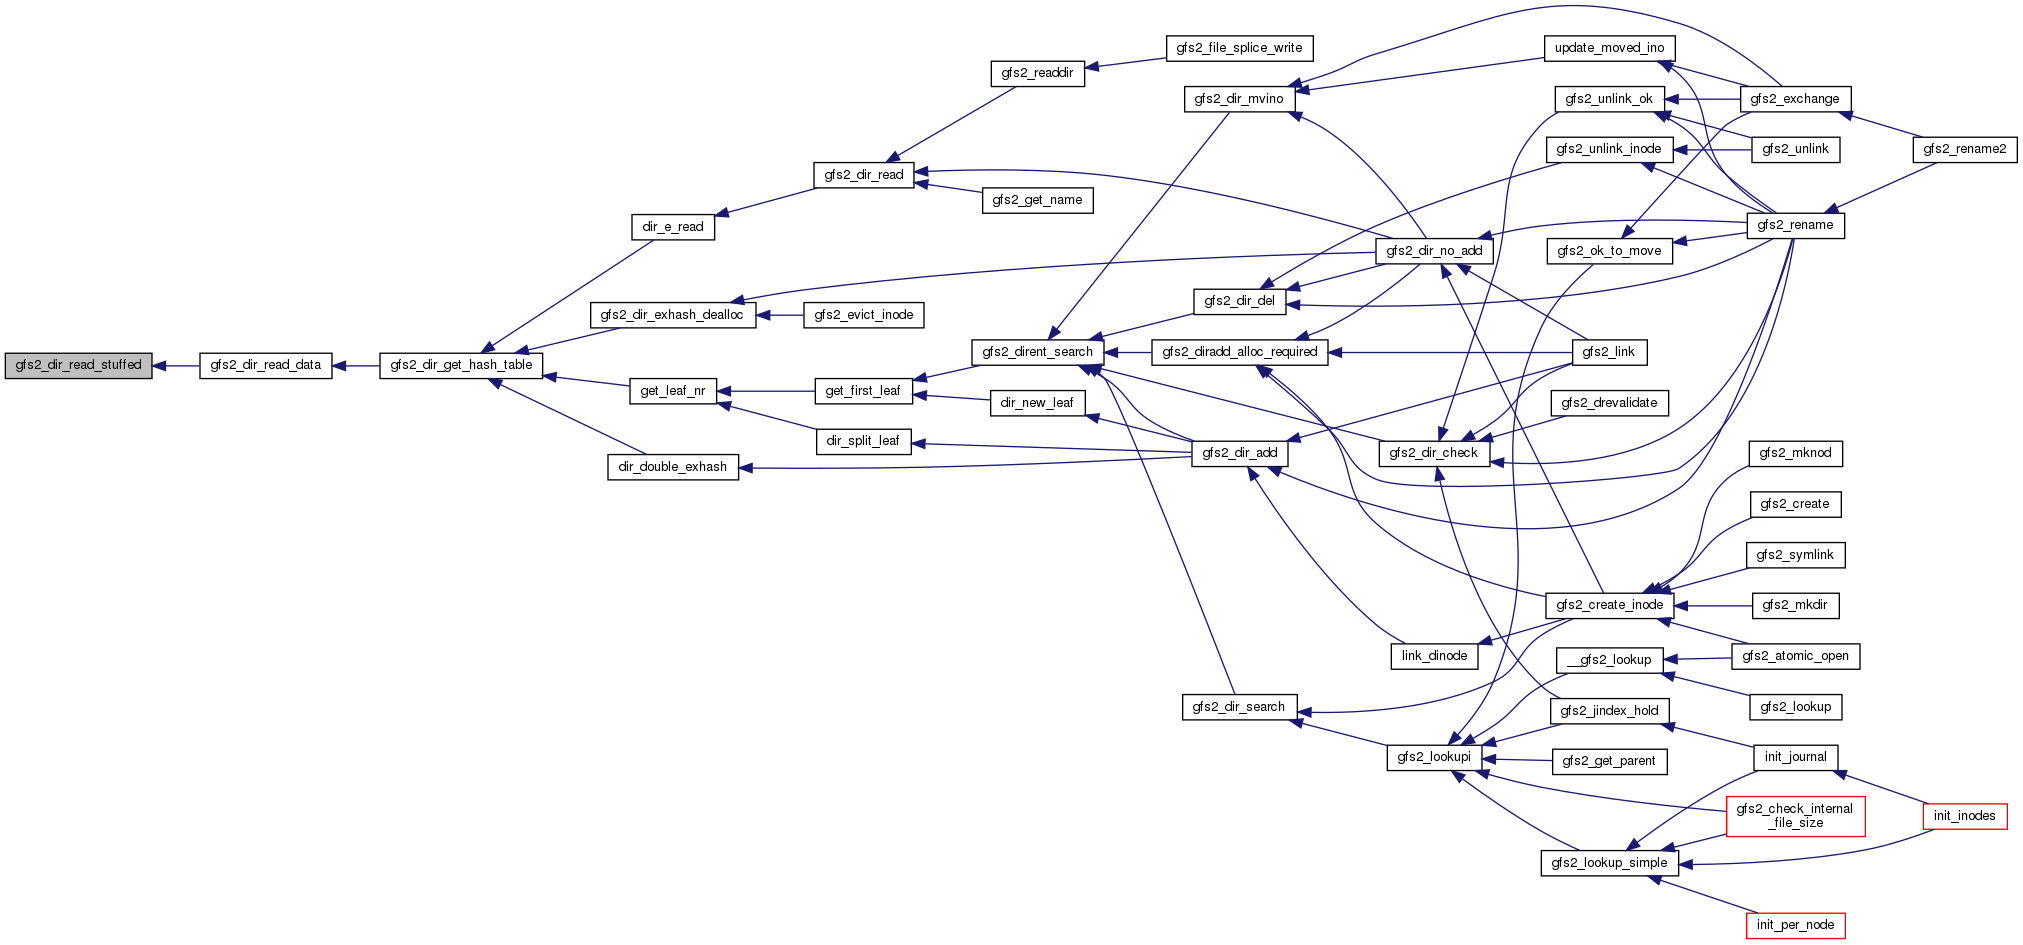 gfs2_dir_read_stuffed
gfs2_dir_read_data
gfs2_dir_get_hash_table
dir_e_read
gfs2_dir_exhash_dealloc
get_leaf_nr
dir_double_exhash
gfs2_dir_read
gfs2_evict_inode
get_first_leaf
dir_split_leaf
gfs2_readdir
gfs2_get_name
gfs2_dirent_search
dir_new_leaf
gfs2_file_splice_write
gfs2_dir_mvino
gfs2_dir_del
gfs2_diradd_alloc_required
gfs2_dir_add
gfs2_dir_search
gfs2_dir_no_add
gfs2_dir_check
link_dinode
gfs2_lookupi
update_moved_ino
gfs2_unlink_ok
gfs2_unlink_inode
gfs2_ok_to_move
gfs2_link
gfs2_drevalidate
gfs2_create_inode
__gfs2_lookup
gfs2_jindex_hold
gfs2_get_parent
gfs2_lookup_simple
gfs2_exchange
gfs2_unlink
gfs2_rename
gfs2_mknod
gfs2_create
gfs2_symlink
gfs2_mkdir
gfs2_atomic_open
gfs2_lookup
init_journal
gfs2_check_internal
_file_size
init_per_node
gfs2_rename2
init_inodes